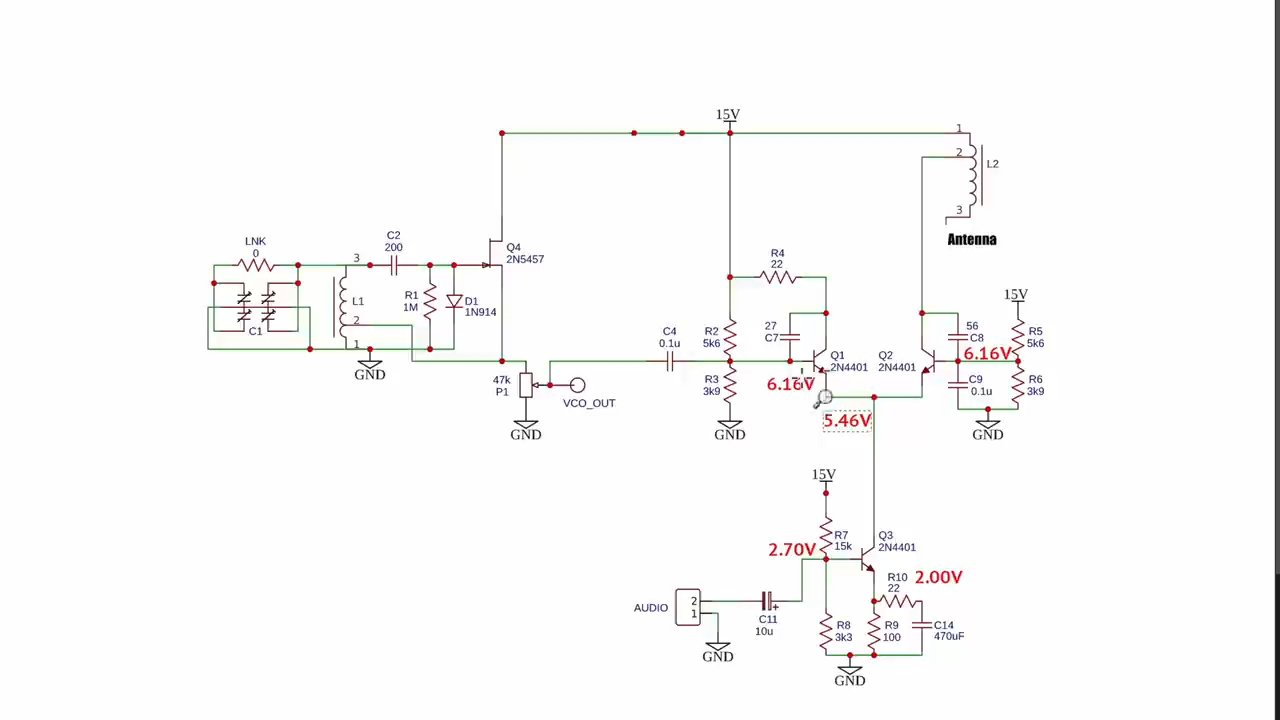 15V
1
2
L2
3
Antenna
LNK
0
C1
3
L1
2
1
GND
C2
200
R1
1M
D1
1N914
Q4
2N5457
47k
P1
GND
VCO_OUT
C4
0.1u
R2
5k6
R3
3k9
GND
R4
22
27
C7
Q1
2N4401
6.16V
5.46V
Q2
2N4401
56
C8
6.16V
C9
0.1u
15V
R5
5k6
R6
3k9
GND
15V
R7
15k
2.70V
Q3
2N4401
R10
22
2.00V
AUDIO
2
1
GND
C11
10u
+
R8
3k3
R9
100
C14
470uF
GND